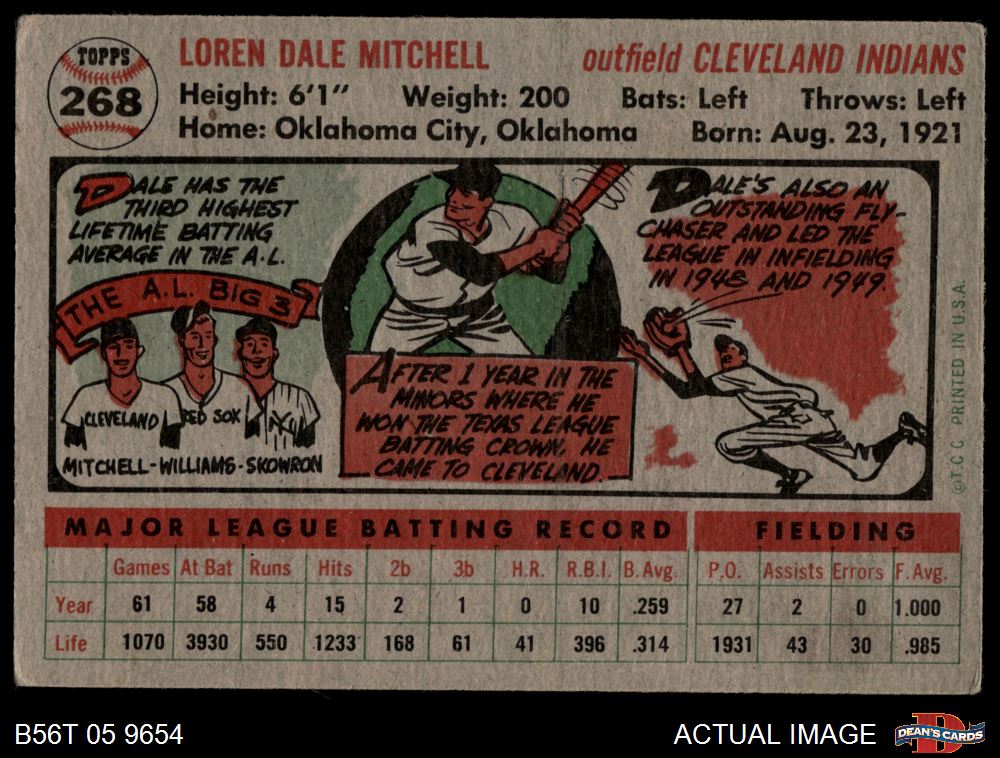 TOPPS
268
LOREN DALE MITCHELL outfield CLEVELAND INDIANS
Height: 6'1" Weight: 200 Bats: Left Throws: Left
Home: Oklahoma City, Oklahoma Born: Aug. 23, 1921
DALE HAS THE
THIRD HIGHEST
LIFETIME BATTING
AVERAGE IN THE A.L.
THE A.L. BIG 3
CLEVELAND RED SOX NY
MITCHELL-WILLIAMS-SKOWRON
AFTER 1 YEAR IN THE
MINORS WHERE HE
WON THE TEXAS LEAGUE
BATTING CROWN, HE
CAME TO CLEVELAND.
DALE'S ALSO AN
OUTSTANDING FLY-
CHASER AND LED THE
LEAGUE IN INFIELDING
IN 1948 AND 1949.
©T.C.C. PRINTED IN U.S.A.
MAJOR LEAGUE BATTING RECORD FIELDING
Games At Bat Runs Hits 2b 3b H.R. R.B.I. B.Avg. P.O. Assists Errors F.Avg.
Year 61 58 4 15 2 1 0 10 .259 27 2 0 1.000
Life 1070 3930 550 1233 168 61 41 396 .314 1931 43 30 .985
B56T 05 9654 ACTUAL IMAGE
D
DEAN'S CARDS